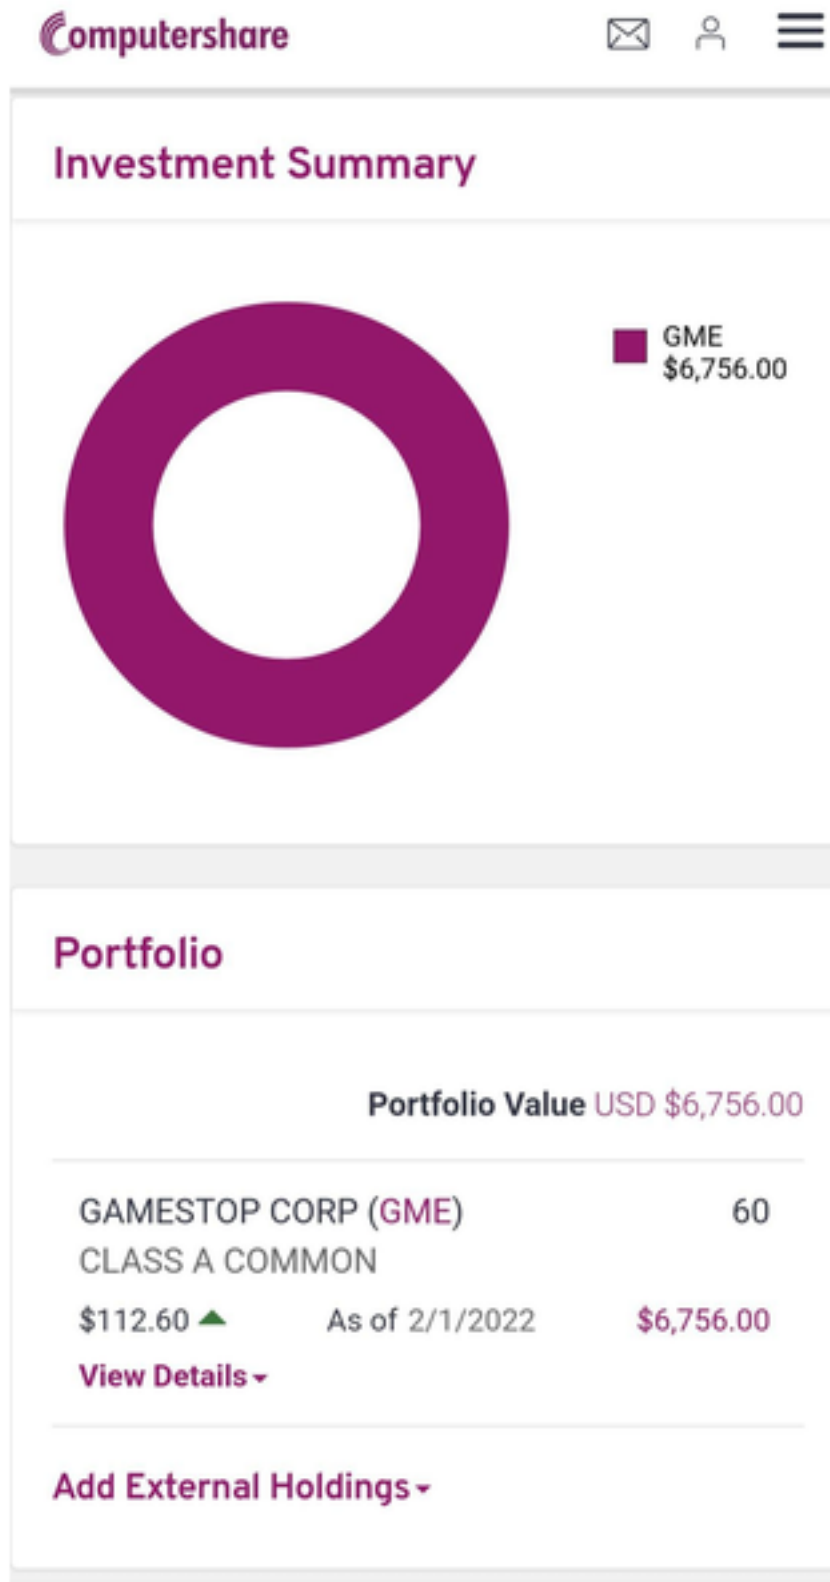 Computershare
Investment Summary
GME
$6,756.00
Portfolio
Portfolio Value USD $6,756.00
GAMESTOP CORP (GME) 60
CLASS A COMMON
$112.60 As of 2/1/2022 $6,756.00
View Details
Add External Holdings